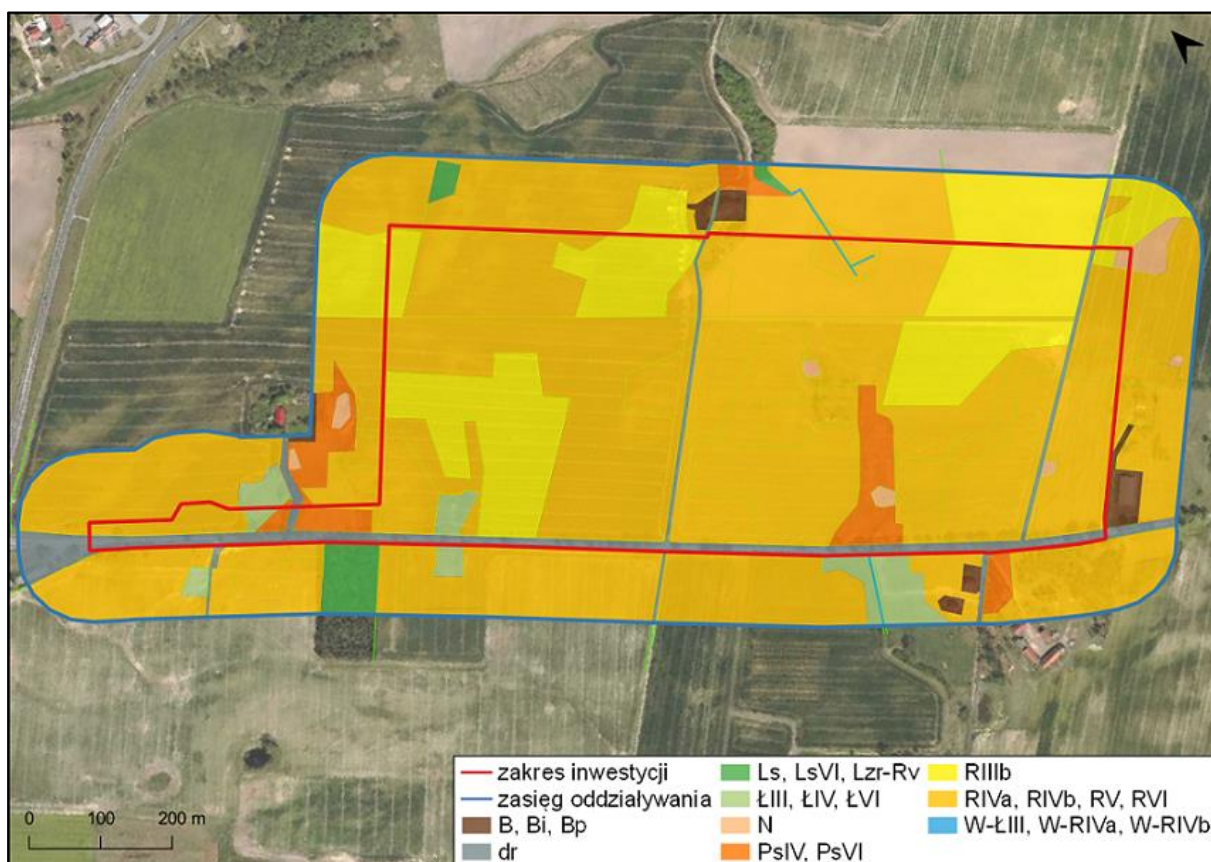 zakres inwestycji
zasięg oddziaływania
B, Bi, Bp
dr
Ls, LsVI, Lzr-Rv
ŁIII, ŁIV, ŁVI
N
PsIV, PsVI
RIIIb
RIVa, RIVb, RV, RVI
W-ŁIII, W-RIVa, W-RIVb
0 100 200 m